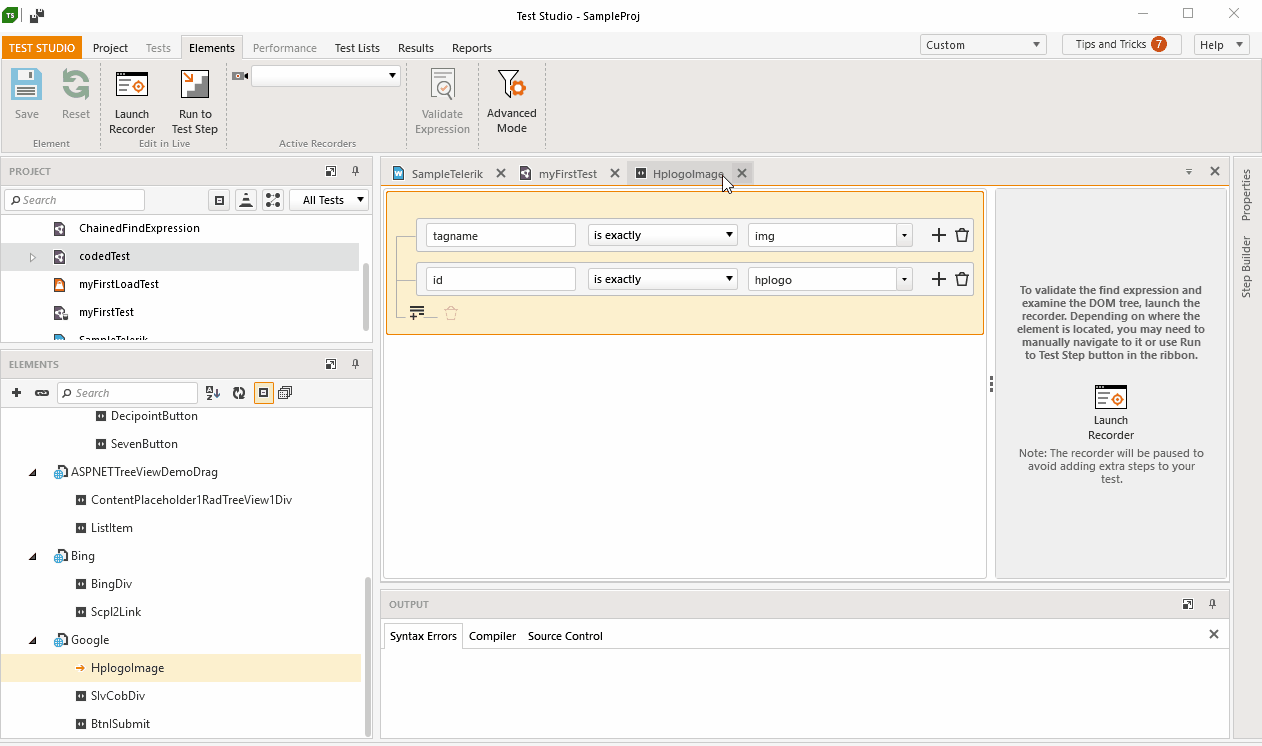 TS
Test Studio - SampleProj
TEST STUDIO Project Tests Elements Performance Test Lists Results Reports
Custom
Tips and Tricks 7
Help
Save
Reset
Launch
Recorder
Run to
Test Step
Validate
Expression
Advanced
Mode
Element
Edit in Live
Active Recorders
PROJECT
Search
All Tests
ChainedFindExpression
codedTest
myFirstLoadTest
myFirstTest
SampleTelerik
ELEMENTS
Search
DecipointButton
SevenButton
ASPNETTreeViewDemoDrag
ContentPlaceholder1RadTreeView1Div
ListItem
Bing
BingDiv
Scpl2Link
Google
HplogoImage
SlvCobDiv
BtnlSubmit
SampleTelerik
myFirstTest
HplogoImage
tagname is exactly img
id is exactly hplogo
To validate the find expression and
examine the DOM tree, launch the
recorder. Depending on where the
element is located, you may need to
manually navigate to it or use Run
to Test Step button in the ribbon.
Launch
Recorder
Note: The recorder will be paused to
avoid adding extra steps to your
test.
Properties
Step Builder
OUTPUT
Syntax Errors Compiler Source Control